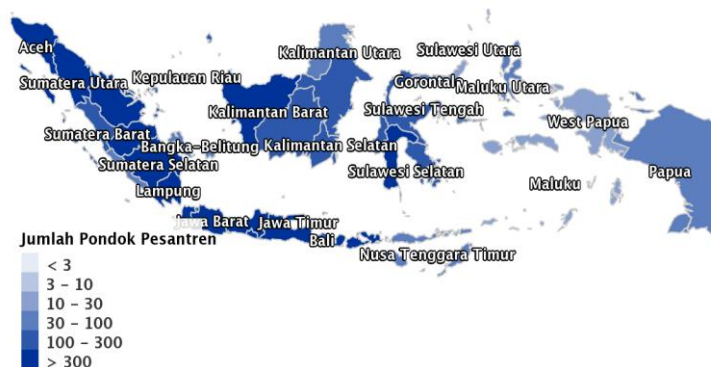 Aceh
Kalimantan Utara
Sulawesi Utara
Sumatera Utara
Kepulauan Riau
Gorontalo
Maluku Utara
Kalimantan Barat
Sulawesi Tengah
West Papua
Sumatera Barat
Bangka-Belitung
Kalimantan Selatan
Sumatera Selatan
Sulawesi Selatan
Papua
Lampung
Maluku
Jawa Barat
Jawa Timur
Bali
Nusa Tenggara Timur
Jumlah Pondok Pesantren
< 3
3 - 10
10 - 30
30 - 100
100 - 300
> 300